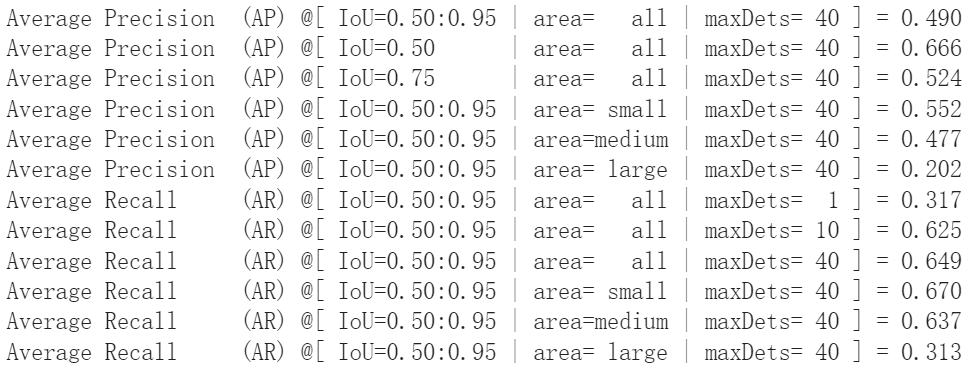 Average Precision  (AP) @[ IoU=0.50:0.95 | area=   all | maxDets= 40 ] = 0.490
Average Precision  (AP) @[ IoU=0.50      | area=   all | maxDets= 40 ] = 0.666
Average Precision  (AP) @[ IoU=0.75      | area=   all | maxDets= 40 ] = 0.524
Average Precision  (AP) @[ IoU=0.50:0.95 | area= small | maxDets= 40 ] = 0.552
Average Precision  (AP) @[ IoU=0.50:0.95 | area=medium | maxDets= 40 ] = 0.477
Average Precision  (AP) @[ IoU=0.50:0.95 | area= large | maxDets= 40 ] = 0.202
Average Recall     (AR) @[ IoU=0.50:0.95 | area=   all | maxDets=  1 ] = 0.317
Average Recall     (AR) @[ IoU=0.50:0.95 | area=   all | maxDets= 10 ] = 0.625
Average Recall     (AR) @[ IoU=0.50:0.95 | area=   all | maxDets= 40 ] = 0.649
Average Recall     (AR) @[ IoU=0.50:0.95 | area= small | maxDets= 40 ] = 0.670
Average Recall     (AR) @[ IoU=0.50:0.95 | area=medium | maxDets= 40 ] = 0.637
Average Recall     (AR) @[ IoU=0.50:0.95 | area= large | maxDets= 40 ] = 0.313